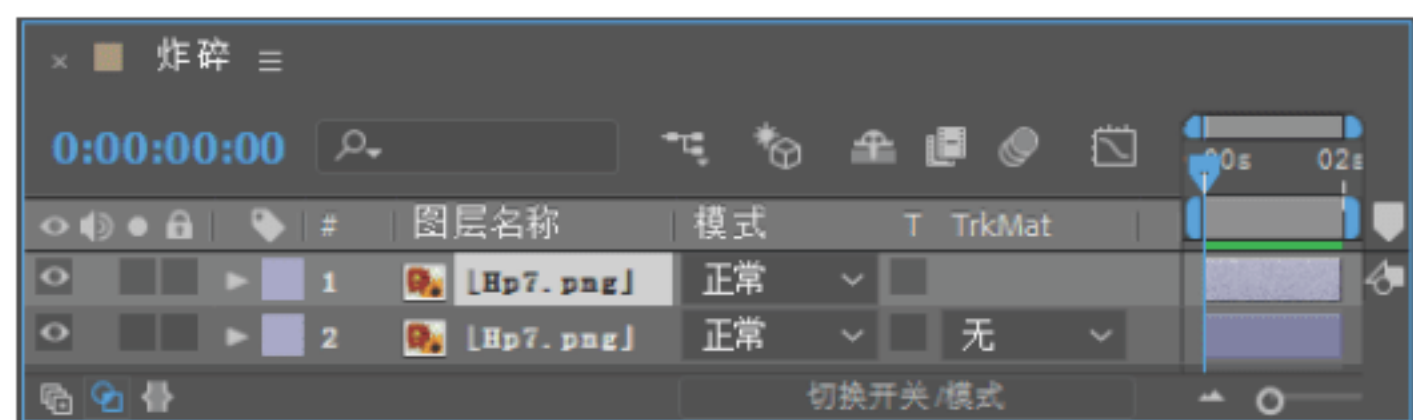 × 炸碎 ≡
0:00:00:00
00s 02s
# 图层名称 模式 T TrkMat
1 [Hp7.png] 正常
2 [Hp7.png] 正常 无
切换开关/模式